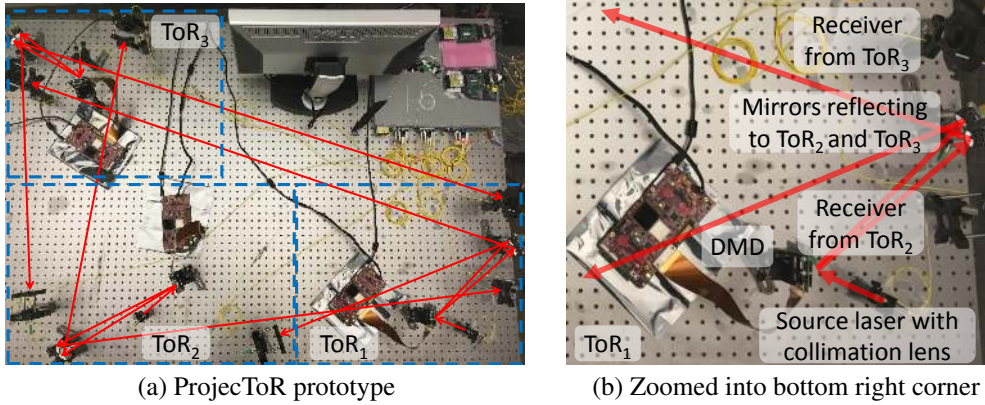 ToR3
16
ToR2
ToR1
(a) ProjecToR prototype
Receiver
from ToR3
Mirrors reflecting
to ToR2 and ToR3
Receiver
from ToR2
DMD
Source laser with
collimation lens
ToR1
(b) Zoomed into bottom right corner